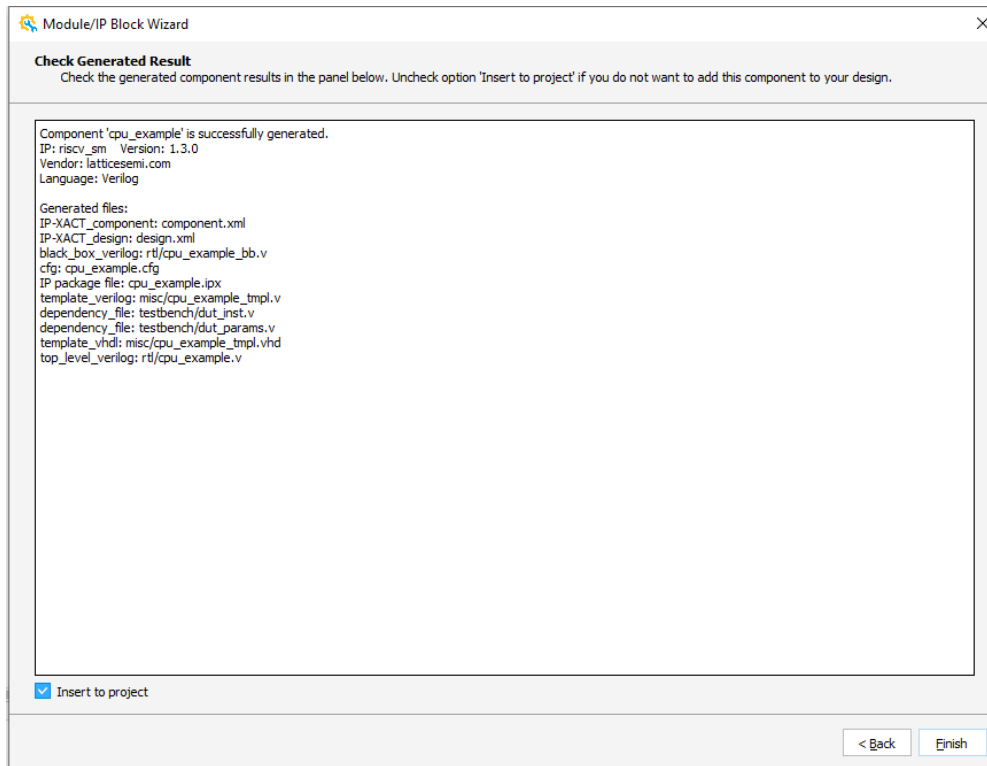 Module/IP Block Wizard
Check Generated Result
Check the generated component results in the panel below. Uncheck option 'Insert to project' if you do not want to add this component to your design.
Component 'cpu_example' is successfully generated.
IP: riscv_sm    Version: 1.3.0
Vendor: latticesemi.com
Language: Verilog
Generated files:
IP-XACT_component: component.xml
IP-XACT_design: design.xml
black_box_verilog: rtl/cpu_example_bb.v
cfg: cpu_example.cfg
IP package file: cpu_example.ipx
template_verilog: misc/cpu_example_tmpl.v
dependency_file: testbench/dut_inst.v
dependency_file: testbench/dut_params.v
template_vhdl: misc/cpu_example_tmpl.vhd
top_level_verilog: rtl/cpu_example.v
Insert to project
< Back
Finish